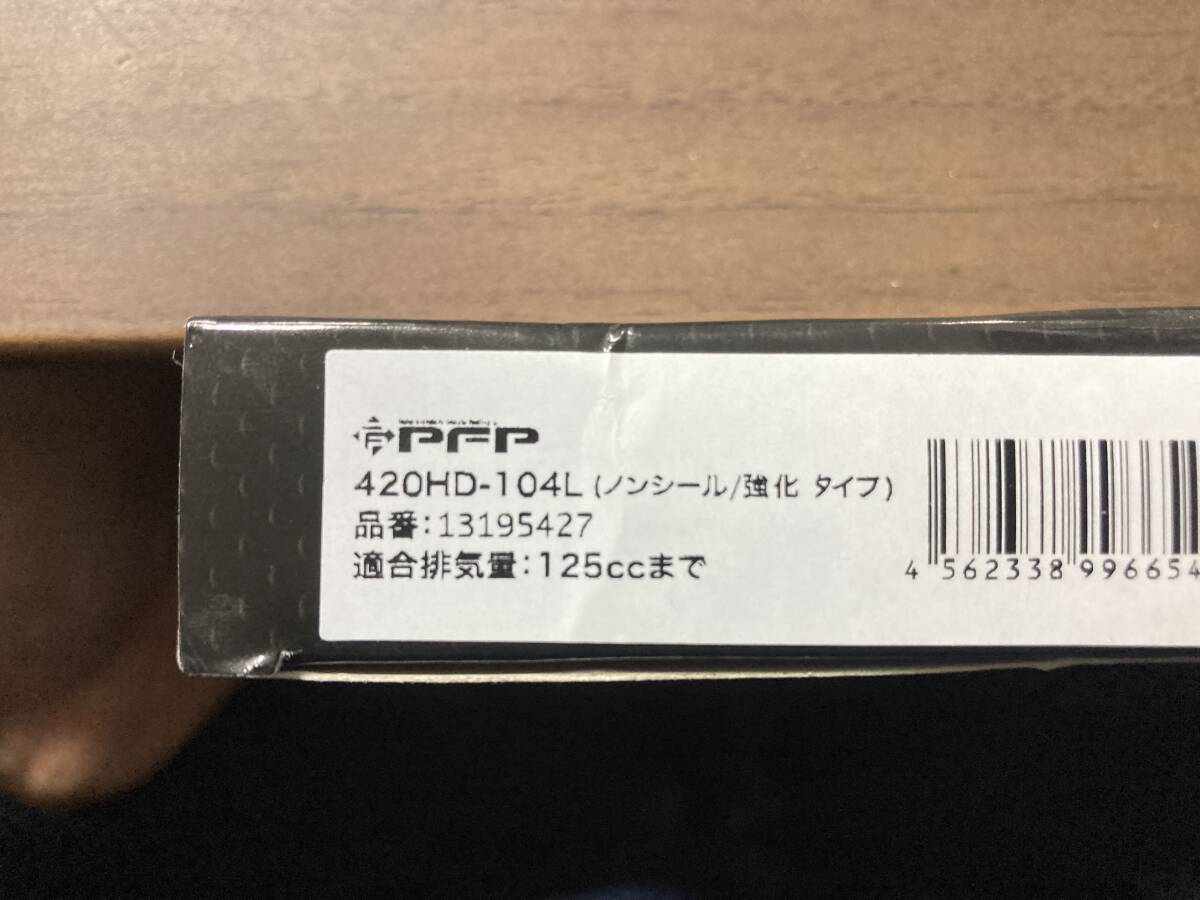 PFP
420HD-104L (ノンシール/強化 タイプ)
品番:13195427
適合排気量:125ccまで
4 562338 996654